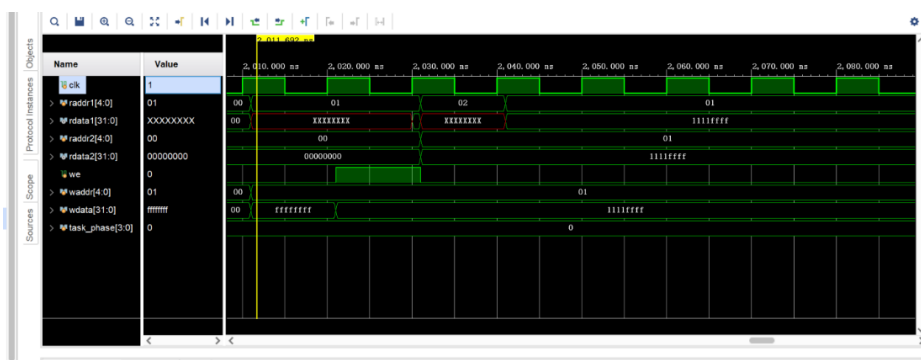 2,011.692 ns
Name Value
2,010.000 ns 2,020.000 ns 2,030.000 ns 2,040.000 ns 2,050.000 ns 2,060.000 ns 2,070.000 ns 2,080.000 ns
clk 1
raddr1[4:0] 01 00 01 02 01
rdata1[31:0] XXXXXXXX 00 XXXXXXXX XXXXXXXX 1111ffff
raddr2[4:0] 00 00 01
rdata2[31:0] 00000000 00000000 1111ffff
we 0
waddr[4:0] 01 00 01
wdata[31:0] ffffffff 00 ffffffff 1111ffff
task_phase[3:0] 0 0
Objects
Protocol Instances
Scope
Sources